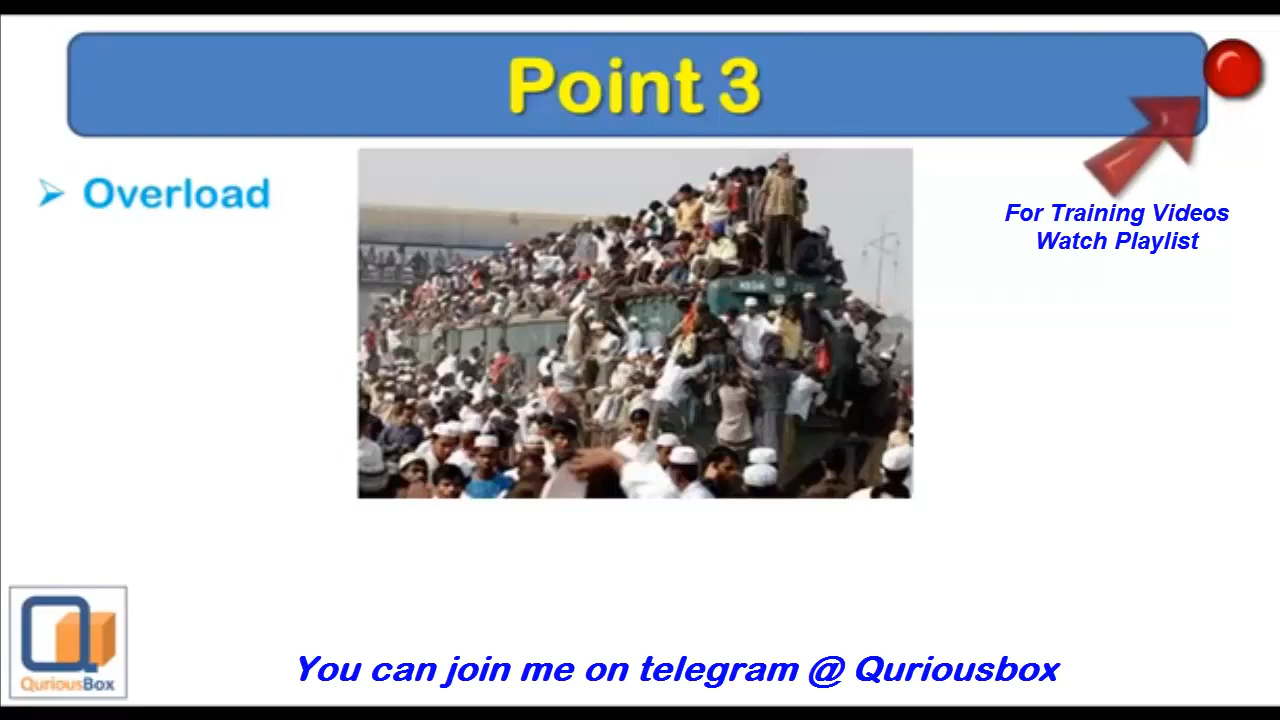 Point 3
Overload
For Training Videos
Watch Playlist
QuriousBox
You can join me on telegram @ Quriousbox